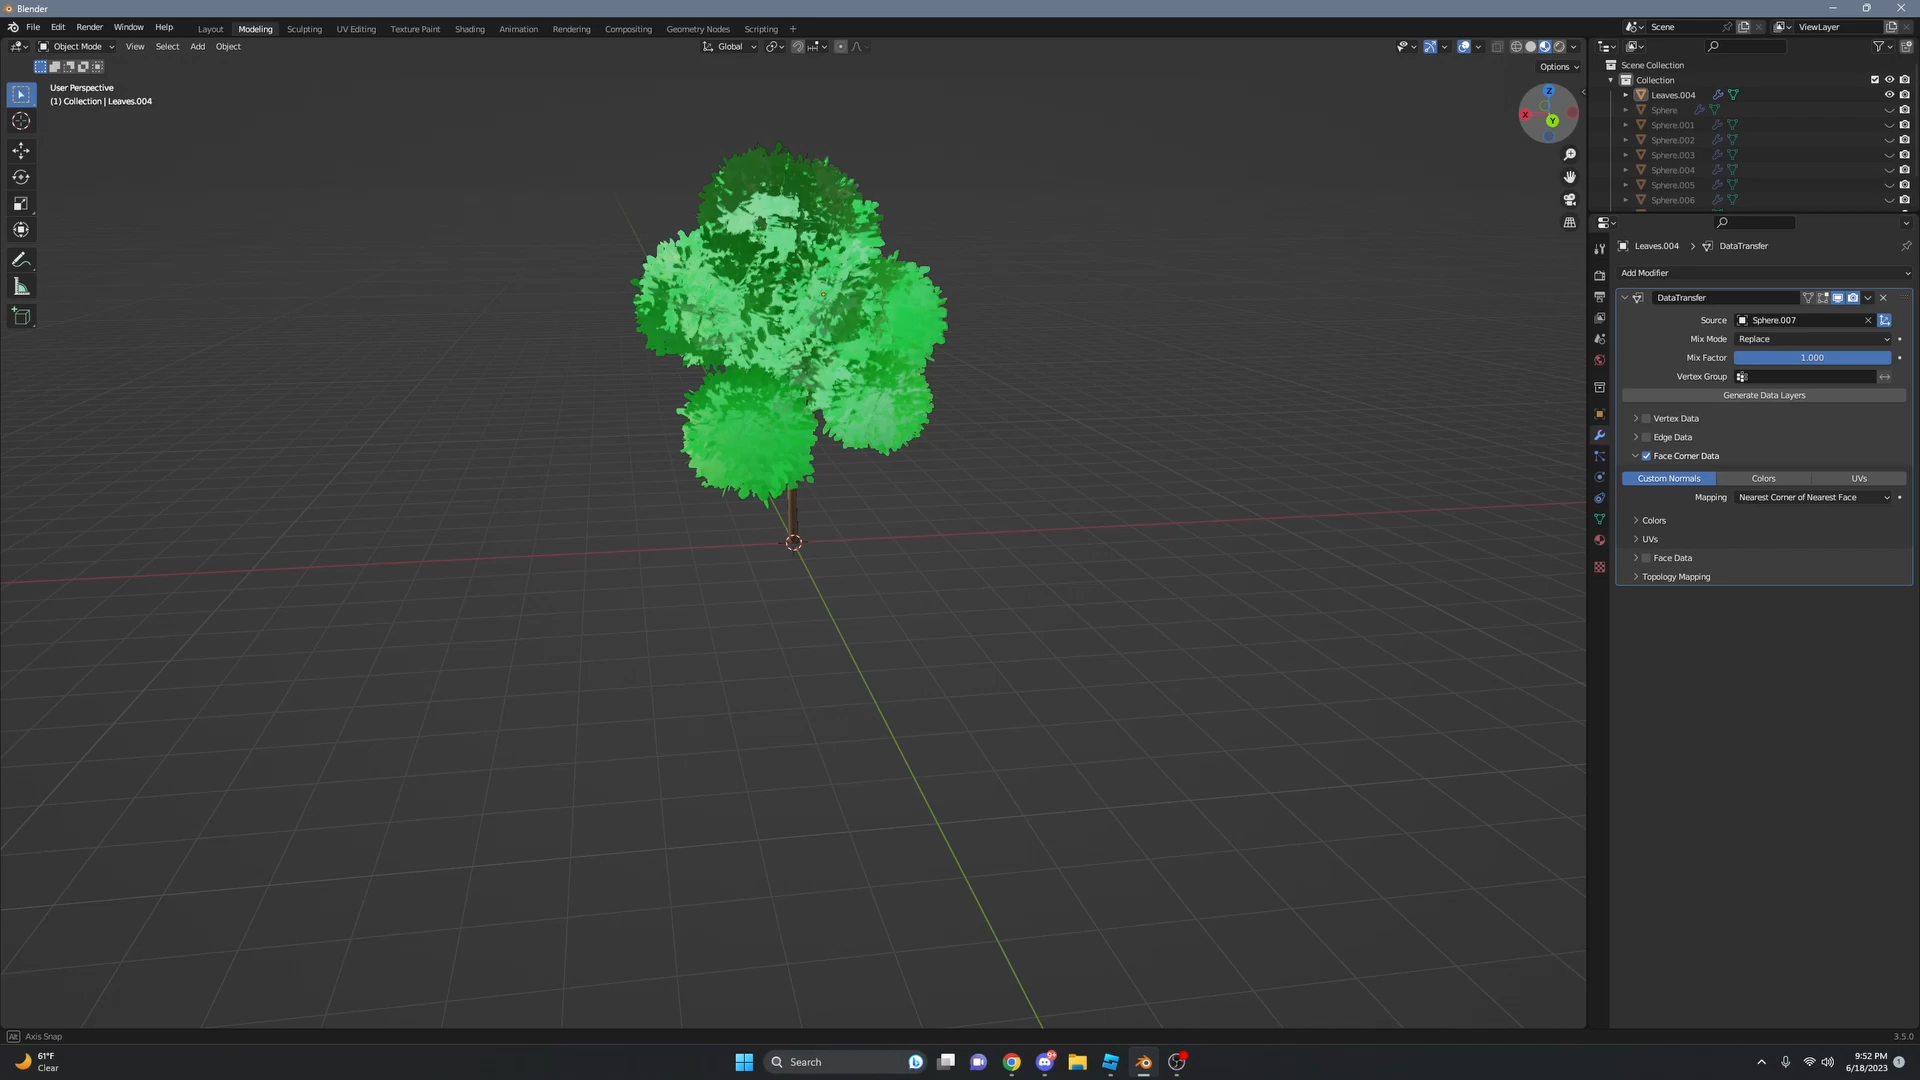 Blender
File Edit Render Window Help Layout Modeling Sculpting UV Editing Texture Paint Shading Animation Rendering Compositing Geometry Nodes Scripting + Scene ViewLayer
Object Mode View Select Add Object Global
Options
User Perspective
(1) Collection | Leaves.004
Z
X
Y
Scene Collection
Collection
Leaves.004
Sphere
Sphere.001
Sphere.002
Sphere.003
Sphere.004
Sphere.005
Sphere.006
Leaves.004 DataTransfer
Add Modifier
DataTransfer
Source Sphere.007
Mix Mode Replace
Mix Factor 1.000
Vertex Group
Generate Data Layers
Vertex Data
Edge Data
Face Corner Data
Custom Normals Colors UVs
Mapping Nearest Corner of Nearest Face
Colors
UVs
Face Data
Topology Mapping
Alt Axis Snap 3.5.0
61°F
Clear
Search
9:52 PM
6/18/2023
1